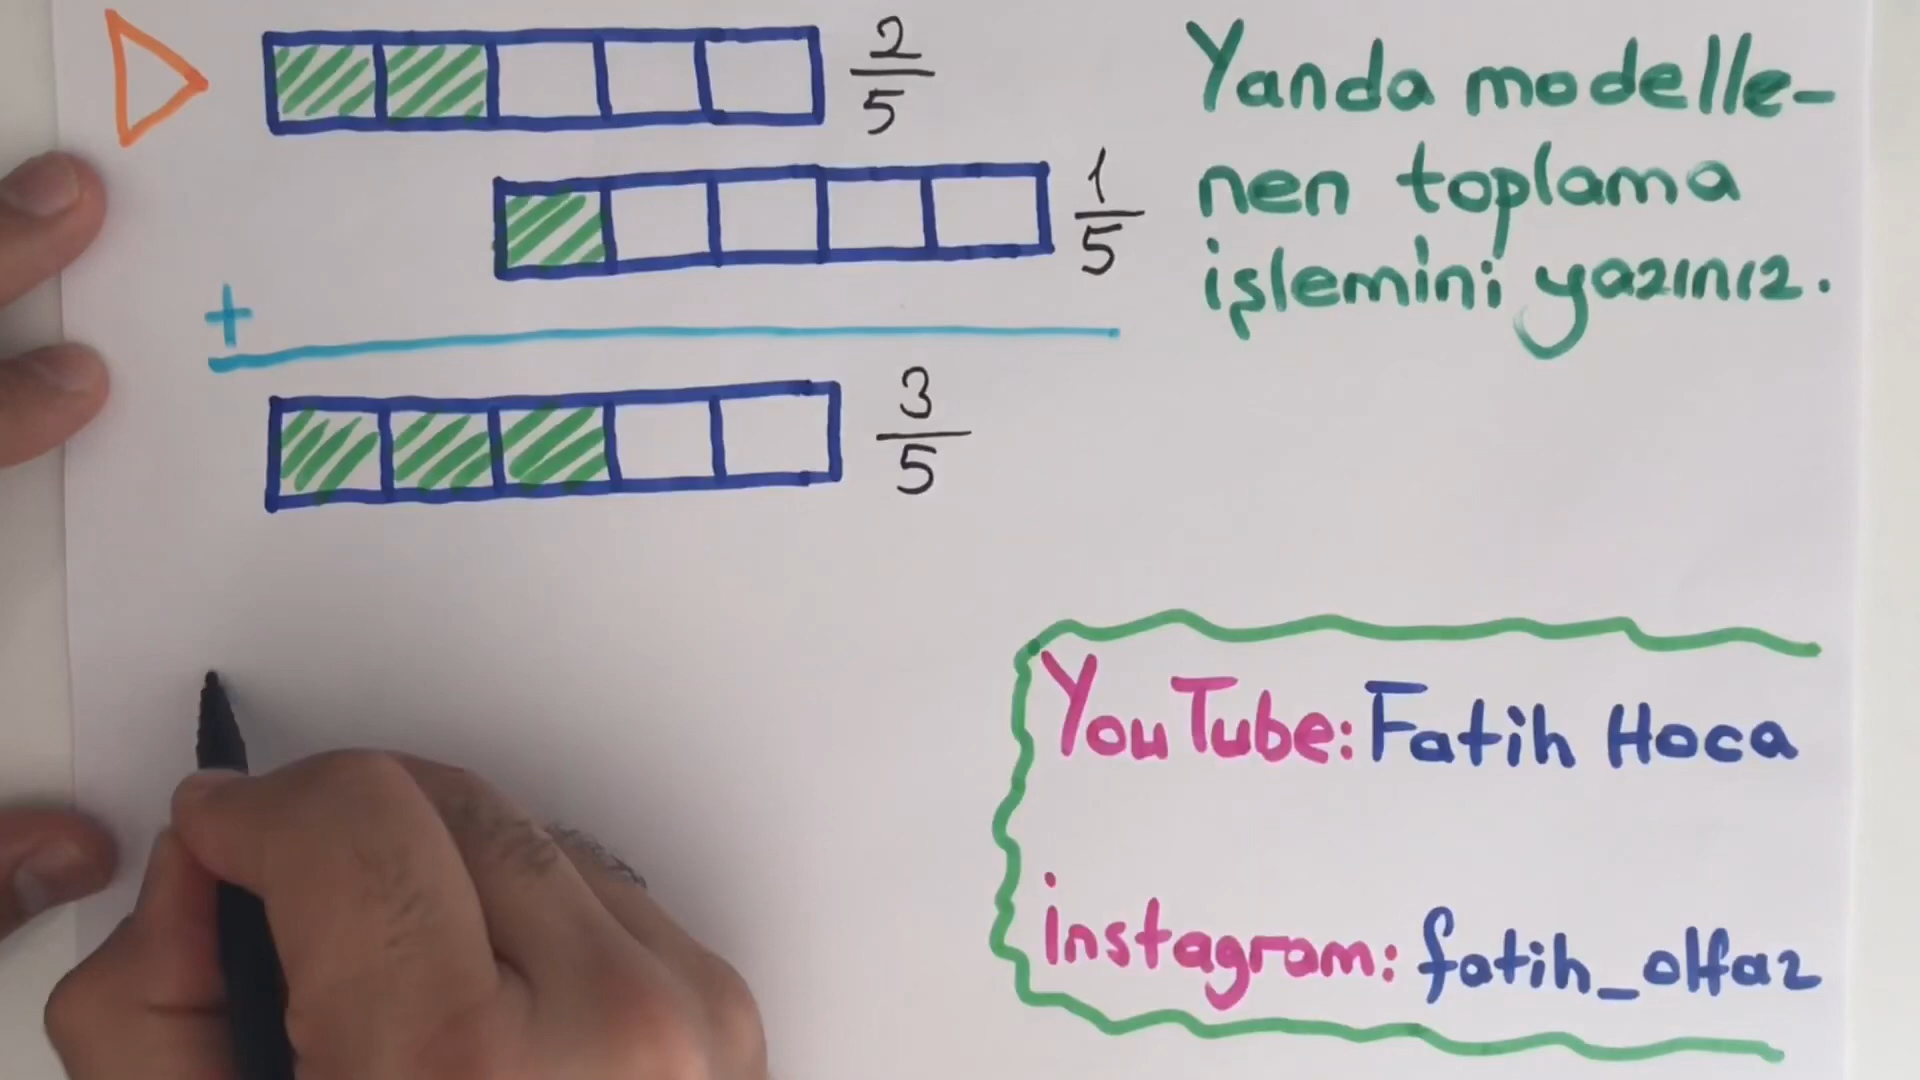 2/5
1/5
+
3/5
Yanda modelle-
nen toplama
işlemini yazınız.
YouTube: Fatih Hoca
instagram: fatih_olfaz